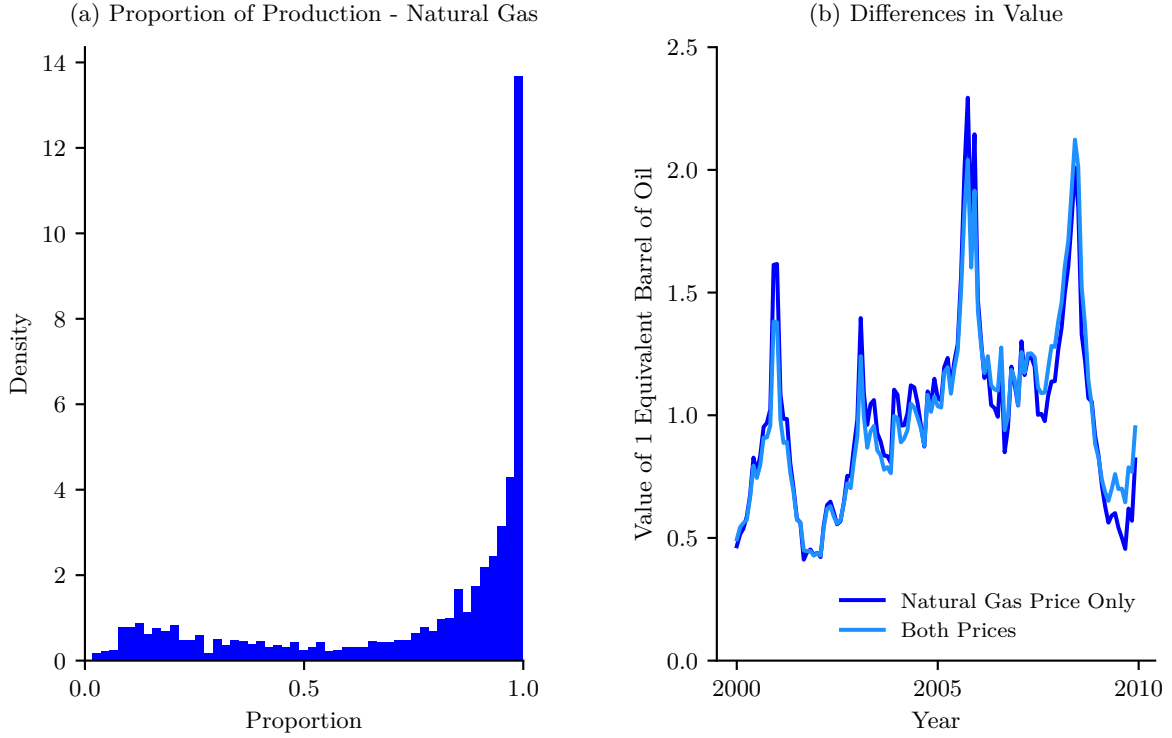 (a) Proportion of Production - Natural Gas
14
12
10
8
6
4
2
0
Density
0.0 0.5 1.0
Proportion
(b) Differences in Value
2.5
2.0
1.5
1.0
0.5
0.0
Value of 1 Equivalent Barrel of Oil
Natural Gas Price Only
Both Prices
2000 2005 2010
Year